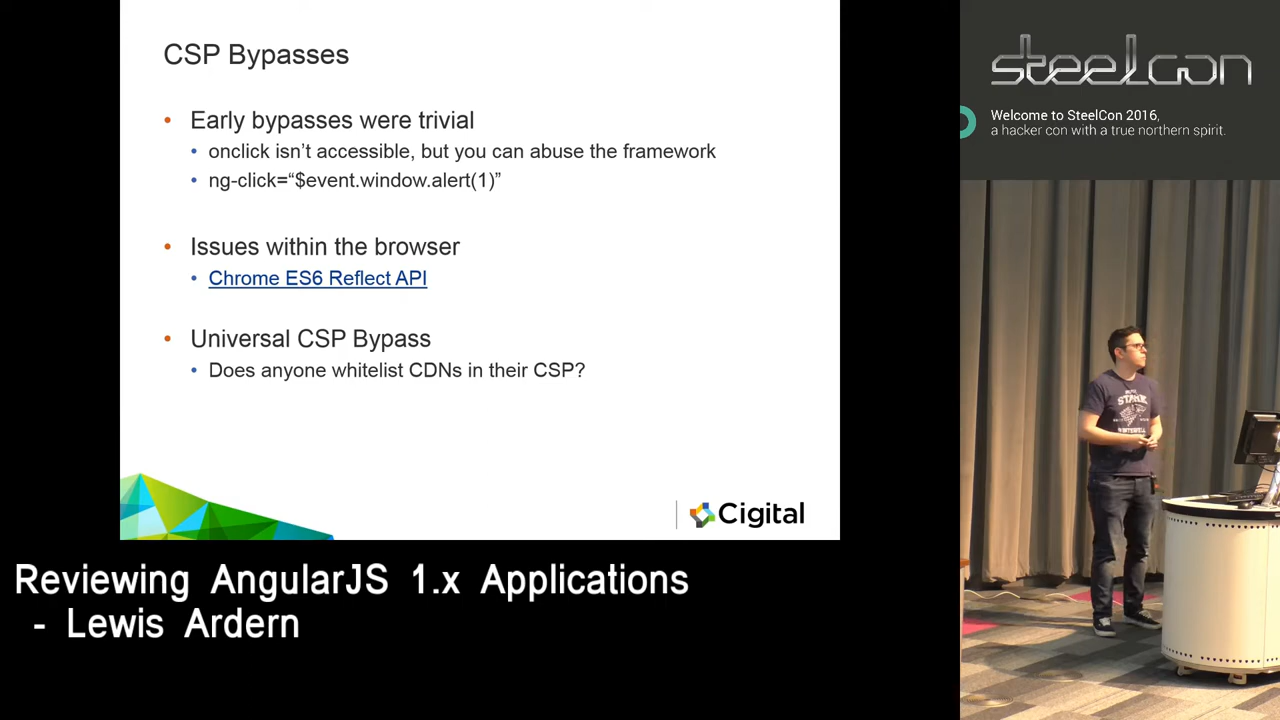 CSP Bypasses
• Early bypasses were trivial
• onclick isn’t accessible, but you can abuse the framework
• ng-click=“$event.window.alert(1)”
• Issues within the browser
• Chrome ES6 Reflect API
• Universal CSP Bypass
• Does anyone whitelist CDNs in their CSP?
Cigital
steelcon
Welcome to SteelCon 2016,
a hacker con with a true northern spirit.
STARK
WINTERFELL
Reviewing AngularJS 1.x Applications
- Lewis Ardern